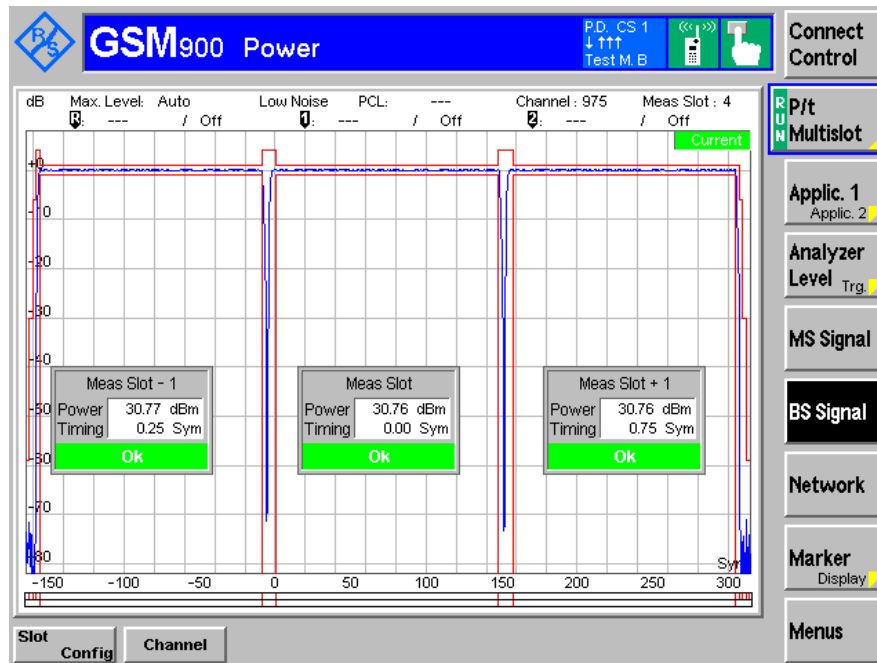 R/S
GSM900 Power
P.D. CS 1
↓ ↑↑↑
Test M. B
Connect Control
dB Max. Level: Auto Low Noise PCL: --- Channel : 975 Meas Slot : 4
R: --- / Off 1: --- / Off 2: --- / Off
Current
RUN
P/t Multislot
+0
-10
-20
-30
-40
-50
-60
-70
-80
Applic. 1
Applic. 2
Analyzer Level
Trg.
MS Signal
BS Signal
Network
Marker
Display
Menus
Meas Slot - 1
Power 30.77 dBm
Timing 0.25 Sym
Ok
Meas Slot
Power 30.76 dBm
Timing 0.00 Sym
Ok
Meas Slot + 1
Power 30.76 dBm
Timing 0.75 Sym
Ok
Sym
-150 -100 -50 0 50 100 150 200 250 300
Slot Config
Channel